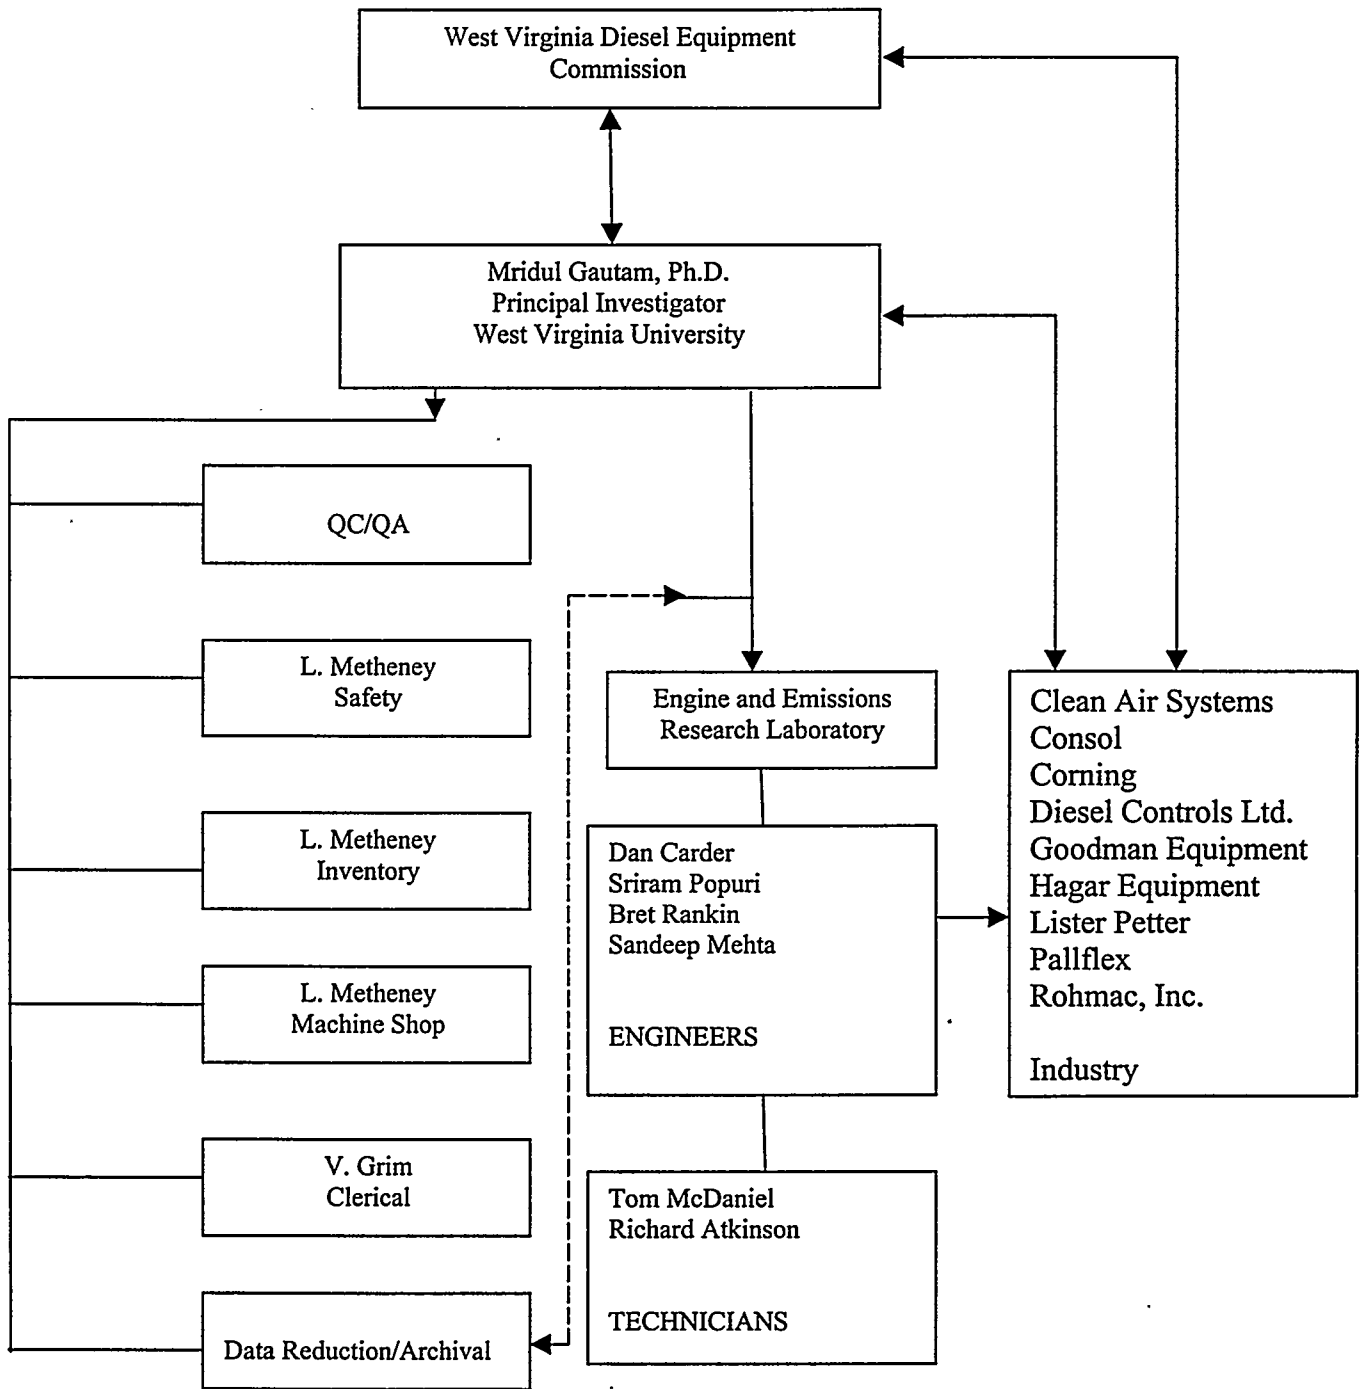 West Virginia Diesel Equipment
Commission
Mridul Gautam, Ph.D.
Principal Investigator
West Virginia University
QC/QA
L. Metheney
Safety
L. Metheney
Inventory
L. Metheney
Machine Shop
V. Grim
Clerical
Data Reduction/Archival
Engine and Emissions
Research Laboratory
Dan Carder
Sriram Popuri
Bret Rankin
Sandeep Mehta
ENGINEERS
Tom McDaniel
Richard Atkinson
TECHNICIANS
Clean Air Systems
Consol
Corning
Diesel Controls Ltd.
Goodman Equipment
Hagar Equipment
Lister Petter
Pallflex
Rohmac, Inc.
Industry